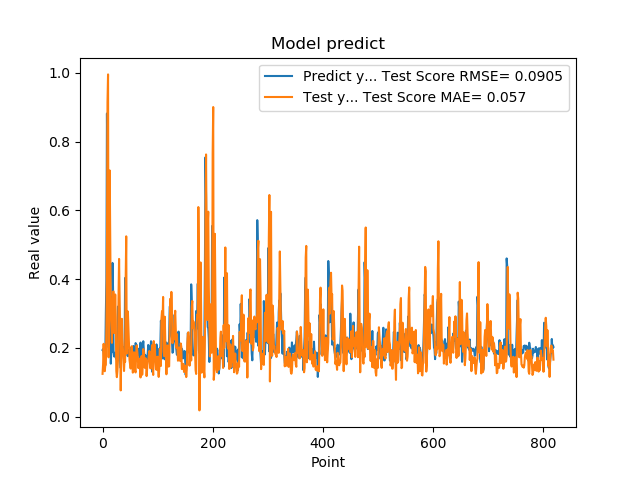 Model predict
Predict y... Test Score RMSE= 0.0905
Test y... Test Score MAE= 0.057
1.0
0.8
0.6
0.4
0.2
0.0
Real value
0 200 400 600 800
Point